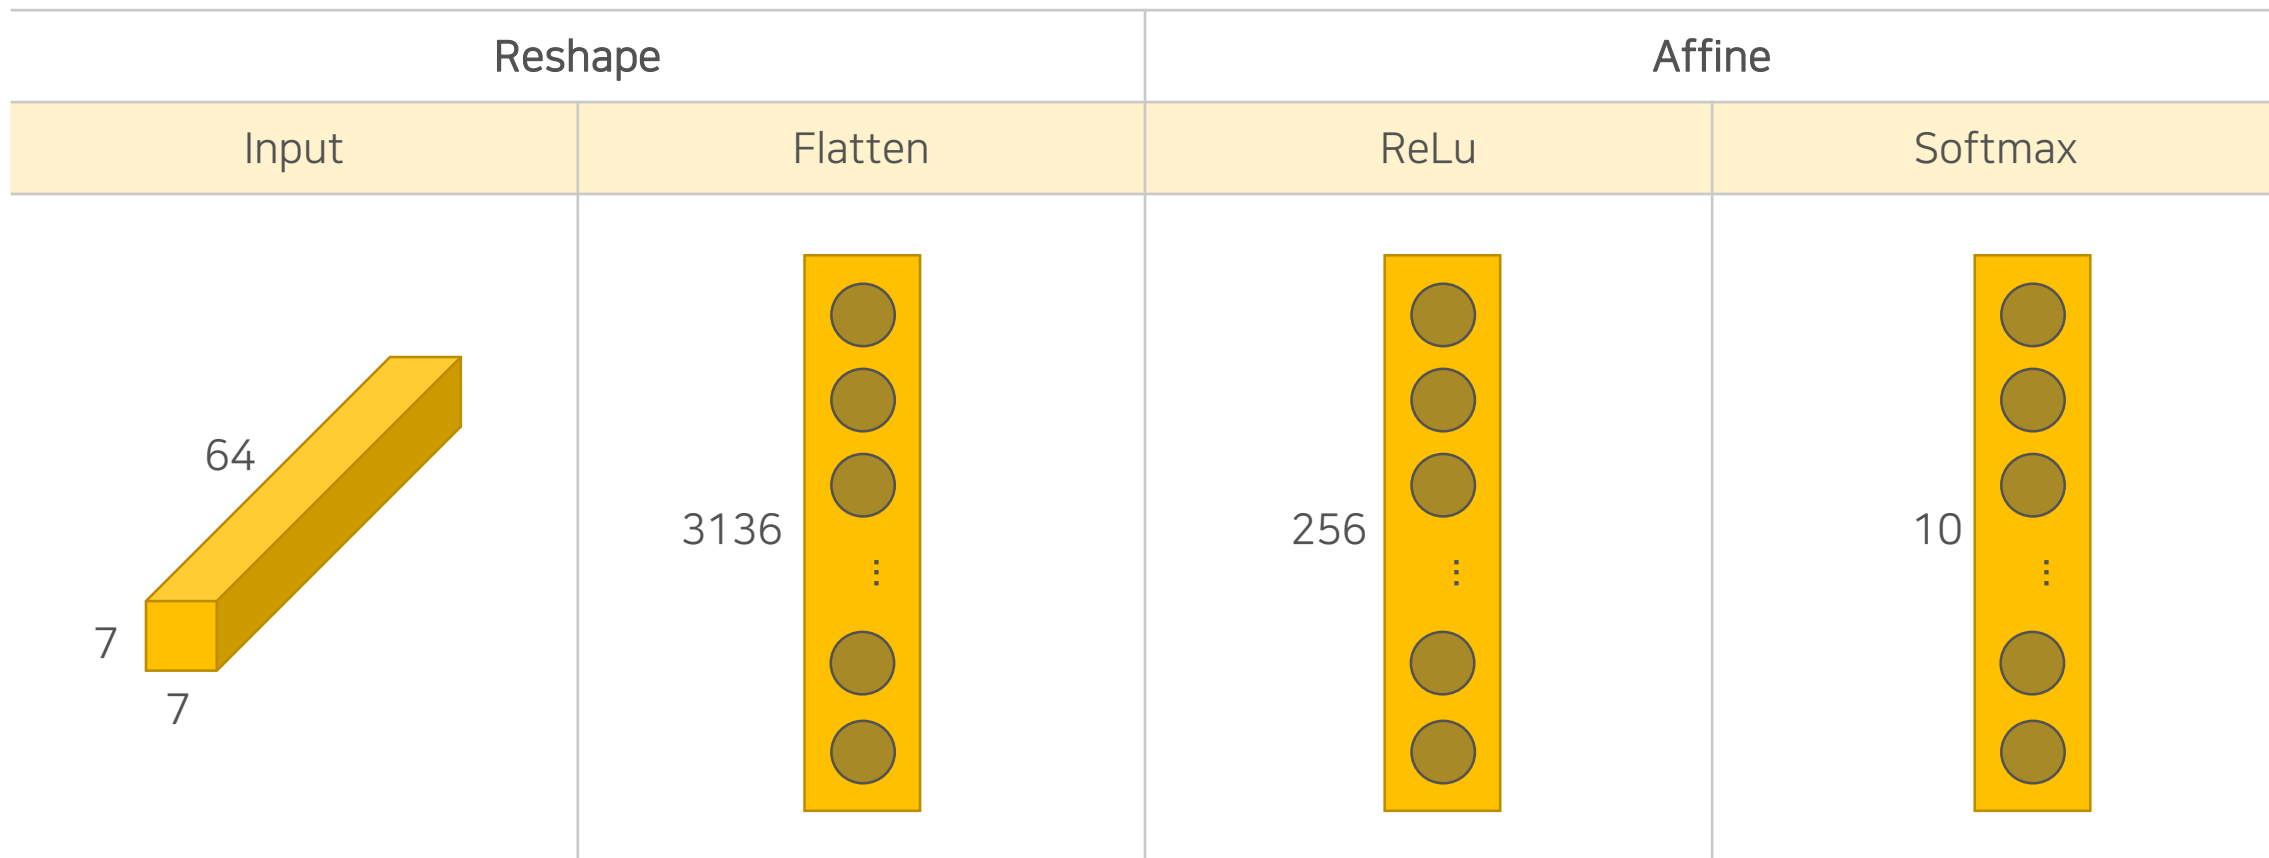 Reshape Affine
Input Flatten ReLu Softmax
64
3136 256 10
7
7